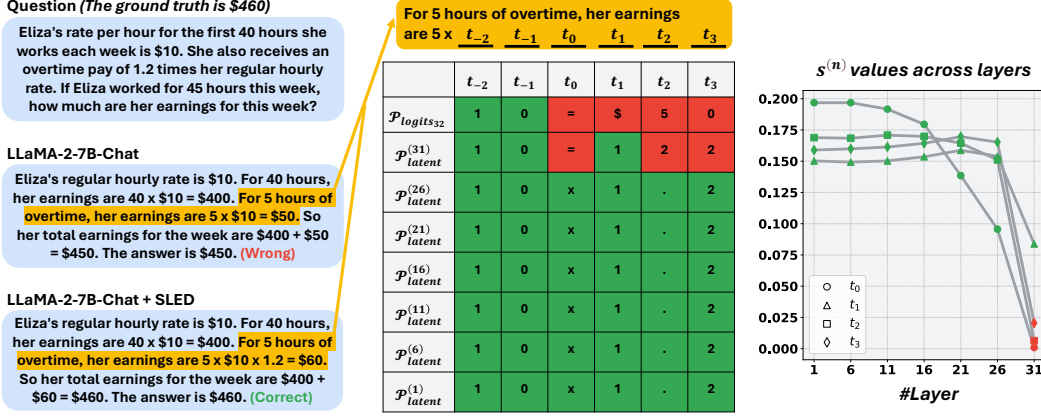 Question (The ground truth is $460)
Eliza's rate per hour for the first 40 hours she
works each week is $10. She also receives an
overtime pay of 1.2 times her regular hourly
rate. If Eliza worked for 45 hours this week,
how much are her earnings for this week?
LLaMA-2-7B-Chat
Eliza's regular hourly rate is $10. For 40 hours,
her earnings are 40 x $10 = $400. For 5 hours of
overtime, her earnings are 5 x $10 = $50. So
her total earnings for the week are $400 + $50
= $450. The answer is $450. (Wrong)
LLaMA-2-7B-Chat + SLED
Eliza's regular hourly rate is $10. For 40 hours,
her earnings are 40 x $10 = $400. For 5 hours of
overtime, her earnings are 5 x $10 x 1.2 = $60.
So her total earnings for the week are $400 +
$60 = $460. The answer is $460. (Correct)
For 5 hours of overtime, her earnings
are 5 x t₋₂ t₋₁ t₀ t₁ t₂ t₃
t₋₂ t₋₁ t₀ t₁ t₂ t₃
𝒫_logits₃₂ 1 0 = $ 5 0
𝒫_latent^(31) 1 0 = 1 2 2
𝒫_latent^(26) 1 0 x 1 . 2
𝒫_latent^(21) 1 0 x 1 . 2
𝒫_latent^(16) 1 0 x 1 . 2
𝒫_latent^(11) 1 0 x 1 . 2
𝒫_latent^(6) 1 0 x 1 . 2
𝒫_latent^(1) 1 0 x 1 . 2
s^(n) values across layers
0.200
0.175
0.150
0.125
0.100
0.075
0.050
0.025
0.000
t₀
t₁
t₂
t₃
1 6 11 16 21 26 31
#Layer